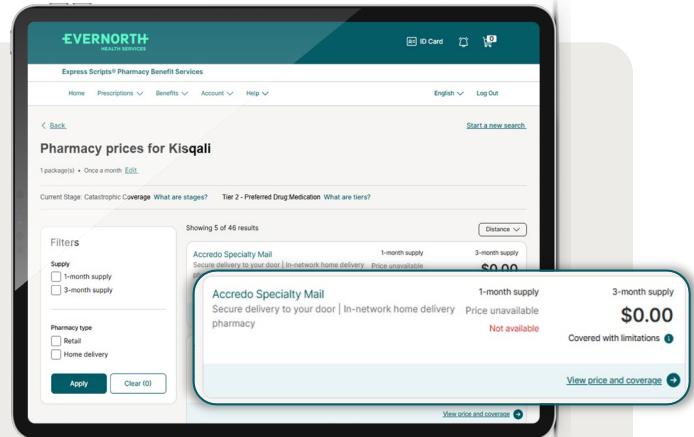 EVERNORTH
HEALTH SERVICES
ID Card
0
Express Scripts® Pharmacy Benefit Services
Home Prescriptions Benefits Account Help English Log Out
Back Start a new search
Pharmacy prices for Kisqali
1 package(s) • Once a month Edit
Current Stage: Catastrophic Coverage What are stages? Tier 2 - Preferred Drug:Medication What are tiers?
Showing 5 of 46 results Distance
Filters
Supply
1-month supply
3-month supply
Pharmacy type
Retail
Home delivery
Apply Clear (0)
Accredo Specialty Mail 1-month supply 3-month supply
Secure delivery to your door | In-network home delivery Price unavailable $0.00
Accredo Specialty Mail 1-month supply 3-month supply
Secure delivery to your door | In-network home delivery Price unavailable $0.00
pharmacy Not available
Covered with limitations
View price and coverage
View price and coverage